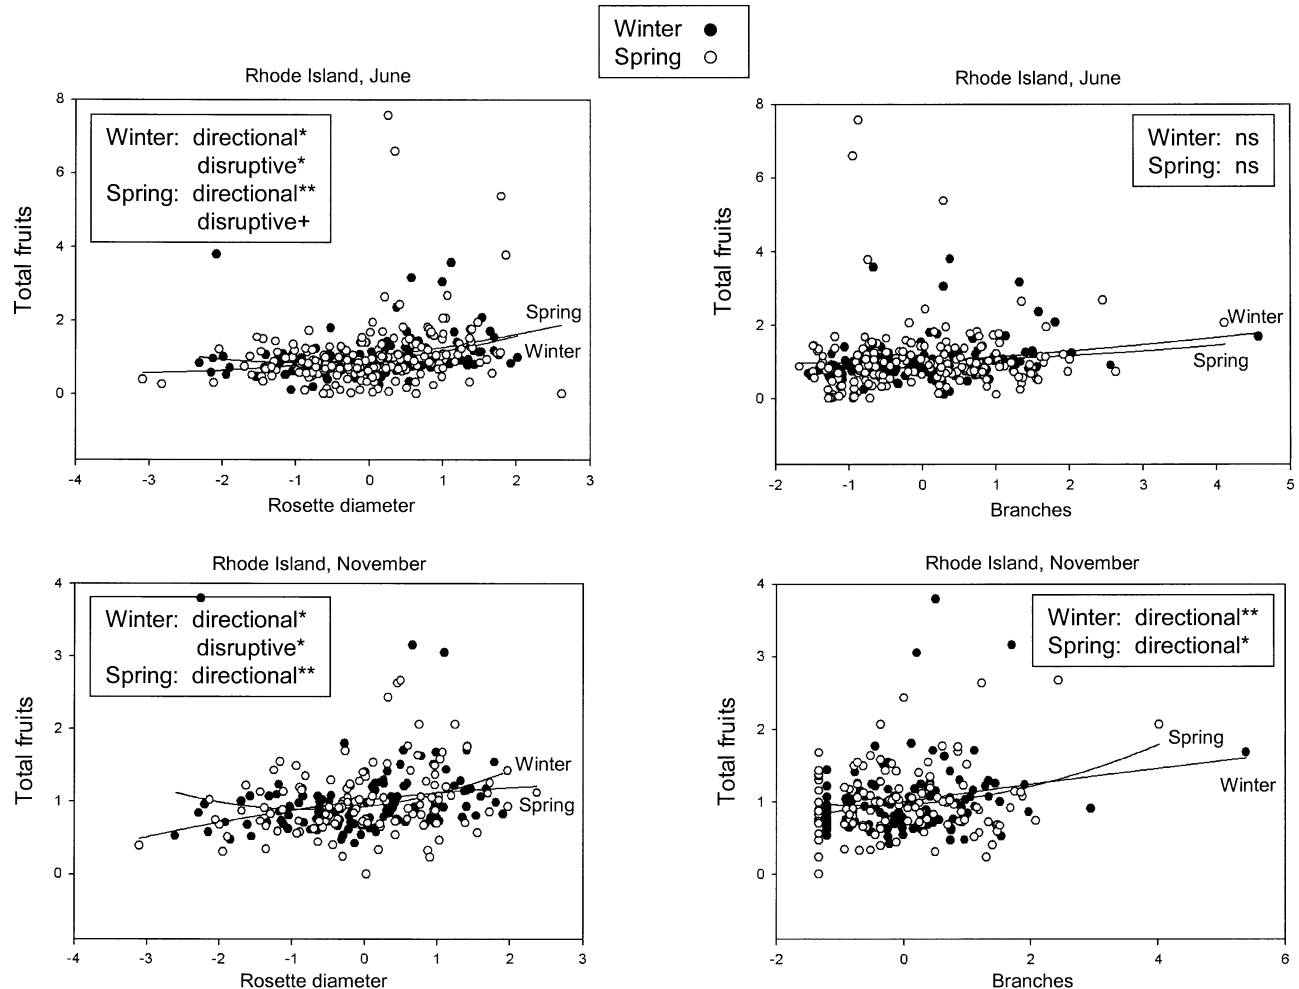 Winter
Spring
Rhode Island, June
8
6
4
2
0
Total fruits
Winter: directional*
disruptive*
Spring: directional**
disruptive+
Spring
Winter
-4 -3 -2 -1 0 1 2 3
Rosette diameter
Rhode Island, June
8
6
4
2
0
Total fruits
Winter: ns
Spring: ns
Winter
Spring
-2 -1 0 1 2 3 4 5
Branches
Rhode Island, November
4
3
2
1
0
Total fruits
Winter: directional*
disruptive*
Spring: directional**
Winter
Spring
-4 -3 -2 -1 0 1 2 3
Rosette diameter
Rhode Island, November
4
3
2
1
0
Total fruits
Winter: directional**
Spring: directional*
Spring
Winter
-2 0 2 4 6
Branches